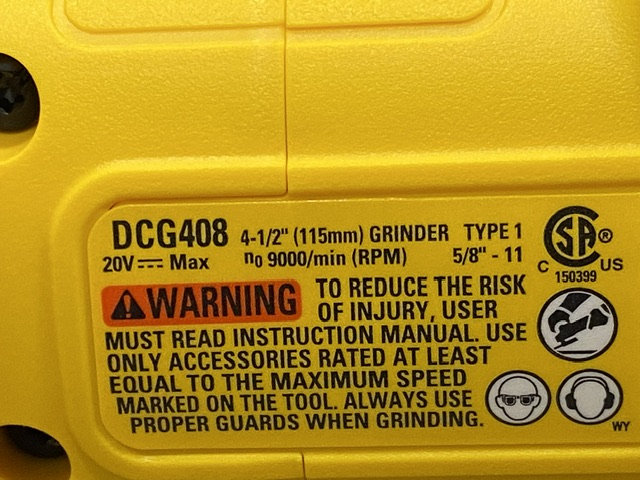 DCG408 4-1/2" (115mm) GRINDER TYPE 1
20V⎓ Max n₀ 9000/min (RPM) 5/8" - 11
SA ®
C US
150399
WARNING TO REDUCE THE RISK
OF INJURY, USER
MUST READ INSTRUCTION MANUAL. USE
ONLY ACCESSORIES RATED AT LEAST
EQUAL TO THE MAXIMUM SPEED
MARKED ON THE TOOL. ALWAYS USE
PROPER GUARDS WHEN GRINDING.
WY